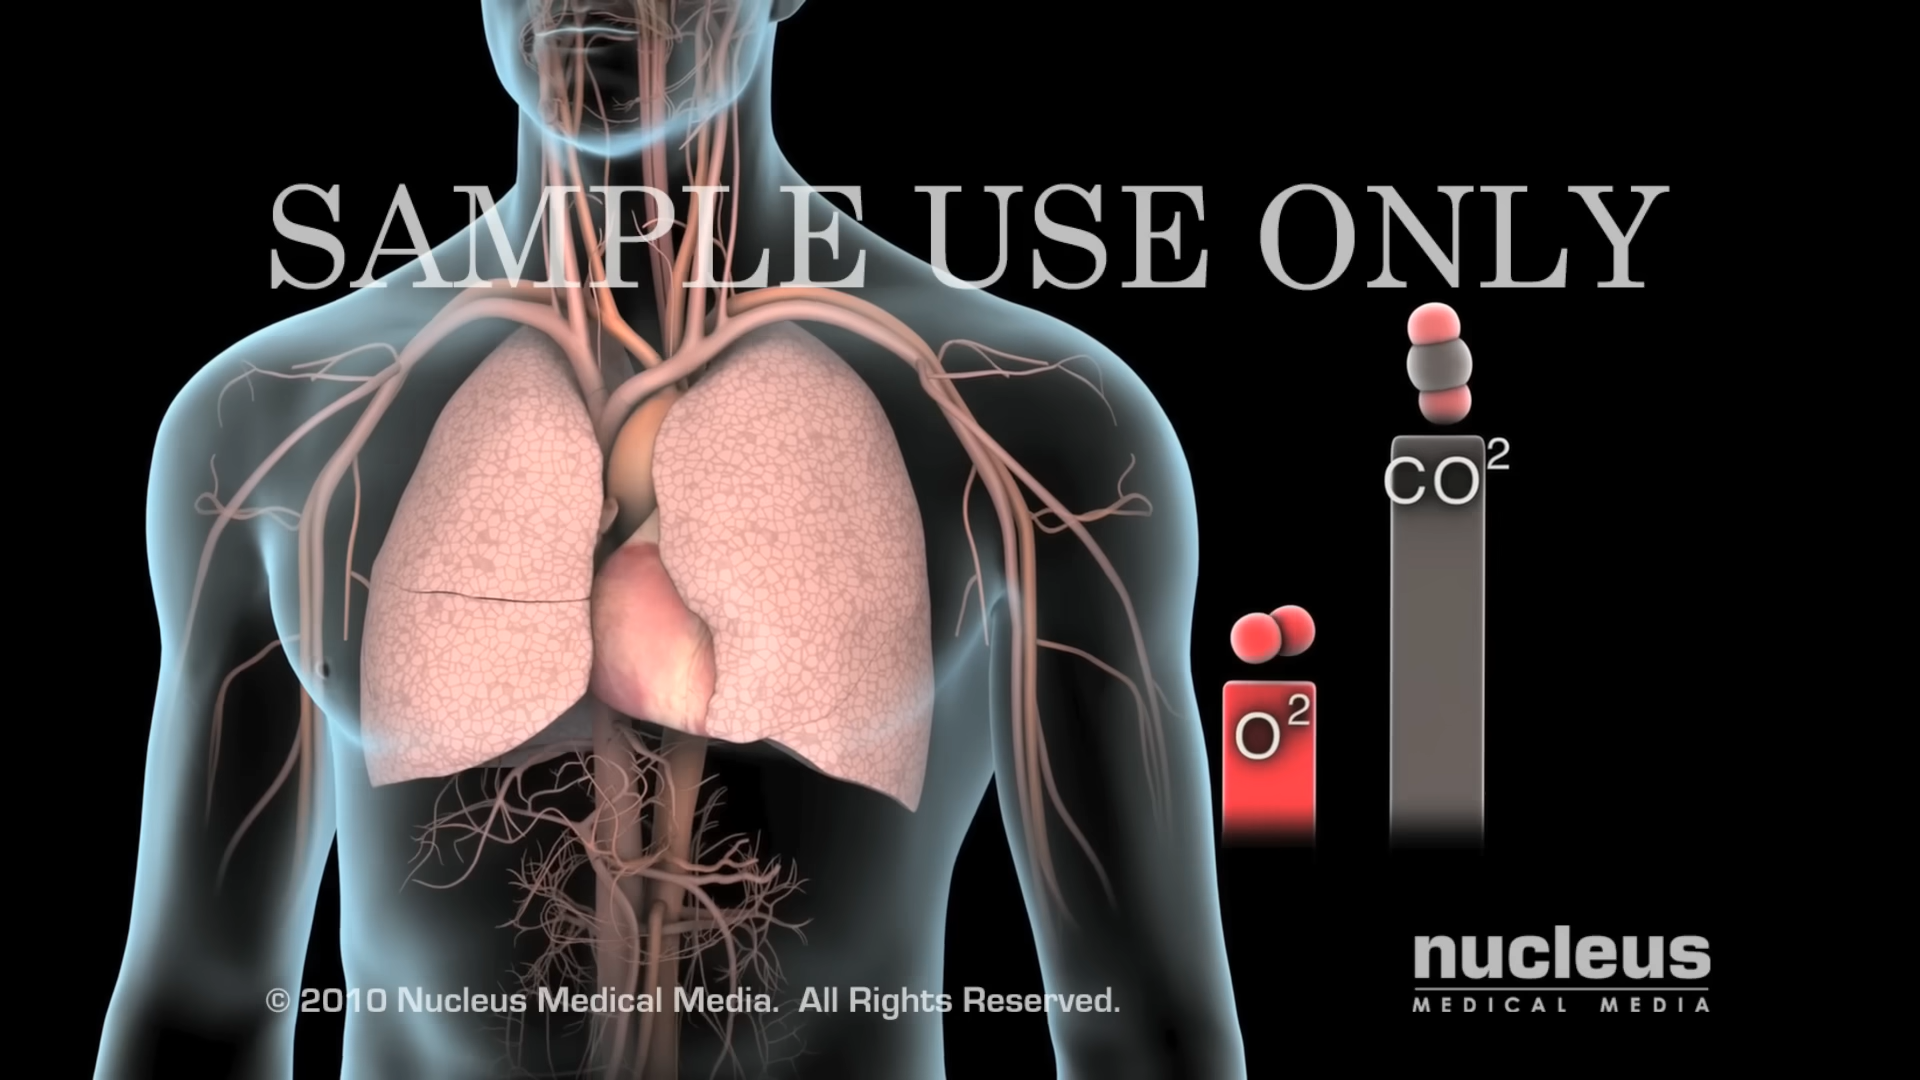 SAMPLE USE ONLY
CO²
O²
nucleus
MEDICAL MEDIA
© 2010 Nucleus Medical Media. All Rights Reserved.